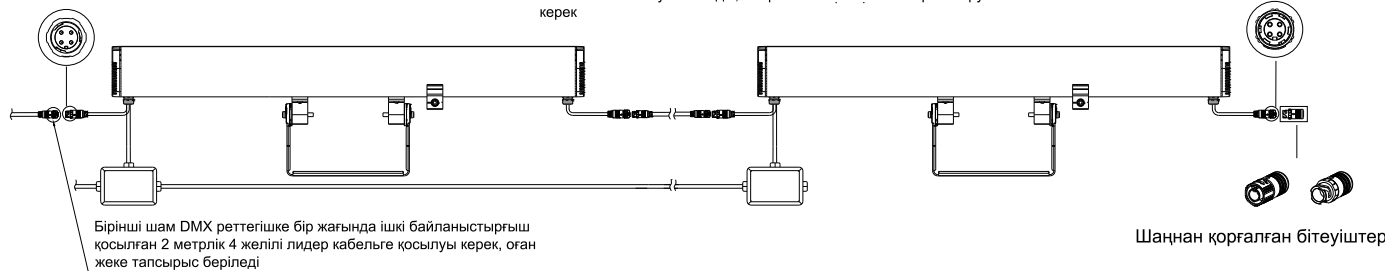 керек
Бірінші шам DMX реттегішке бір жағында ішкі байланыстырғыш
қосылған 2 метрлік 4 желілі лидер кабельге қосылуы керек, оған
жеке тапсырыс беріледі
Шаңнан қорғалған бітеуіштер